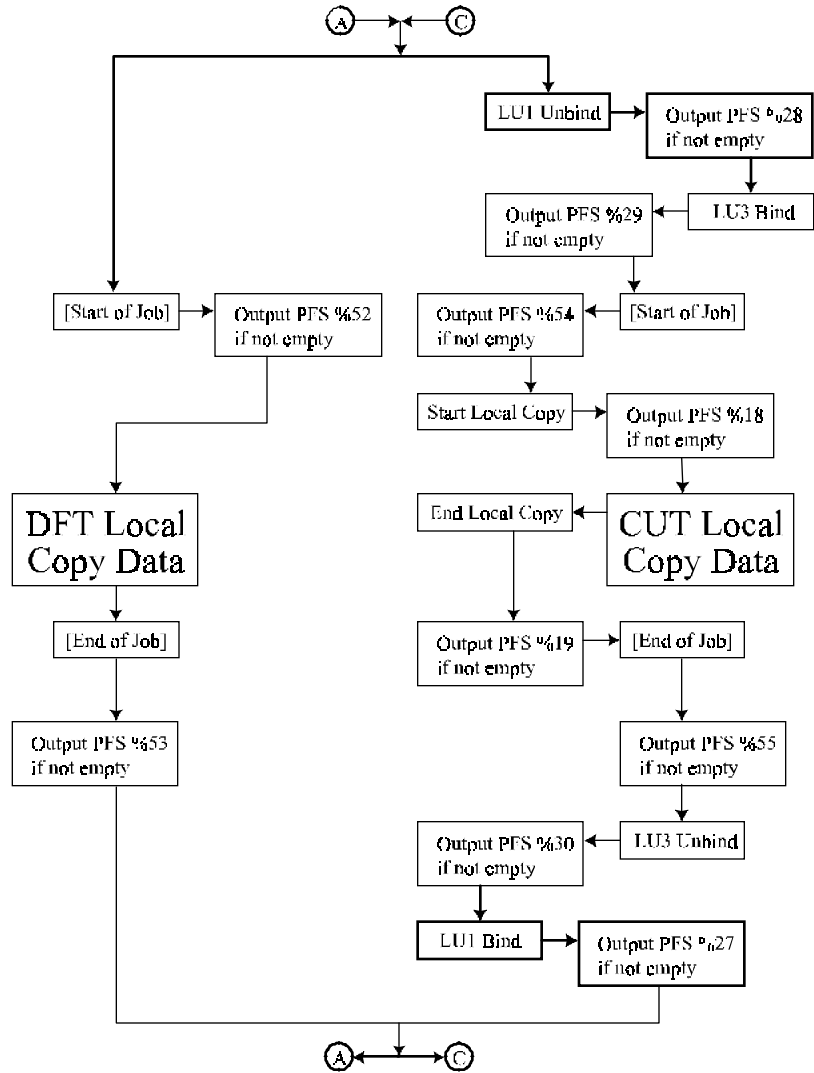 A C
LU1 Unbind
Output PFS %28
if not empty
LU3 Bind
Output PFS %29
if not empty
[Start of Job]
Output PFS %52
if not empty
Output PFS %54
if not empty
[Start of Job]
Start Local Copy
Output PFS %18
if not empty
DFT Local
Copy Data
End Local Copy
CUT Local
Copy Data
[End of Job]
Output PFS %19
if not empty
[End of Job]
Output PFS %53
if not empty
Output PFS %55
if not empty
Output PFS %30
if not empty
LU3 Unbind
LU1 Bind
Output PFS %27
if not empty
A C